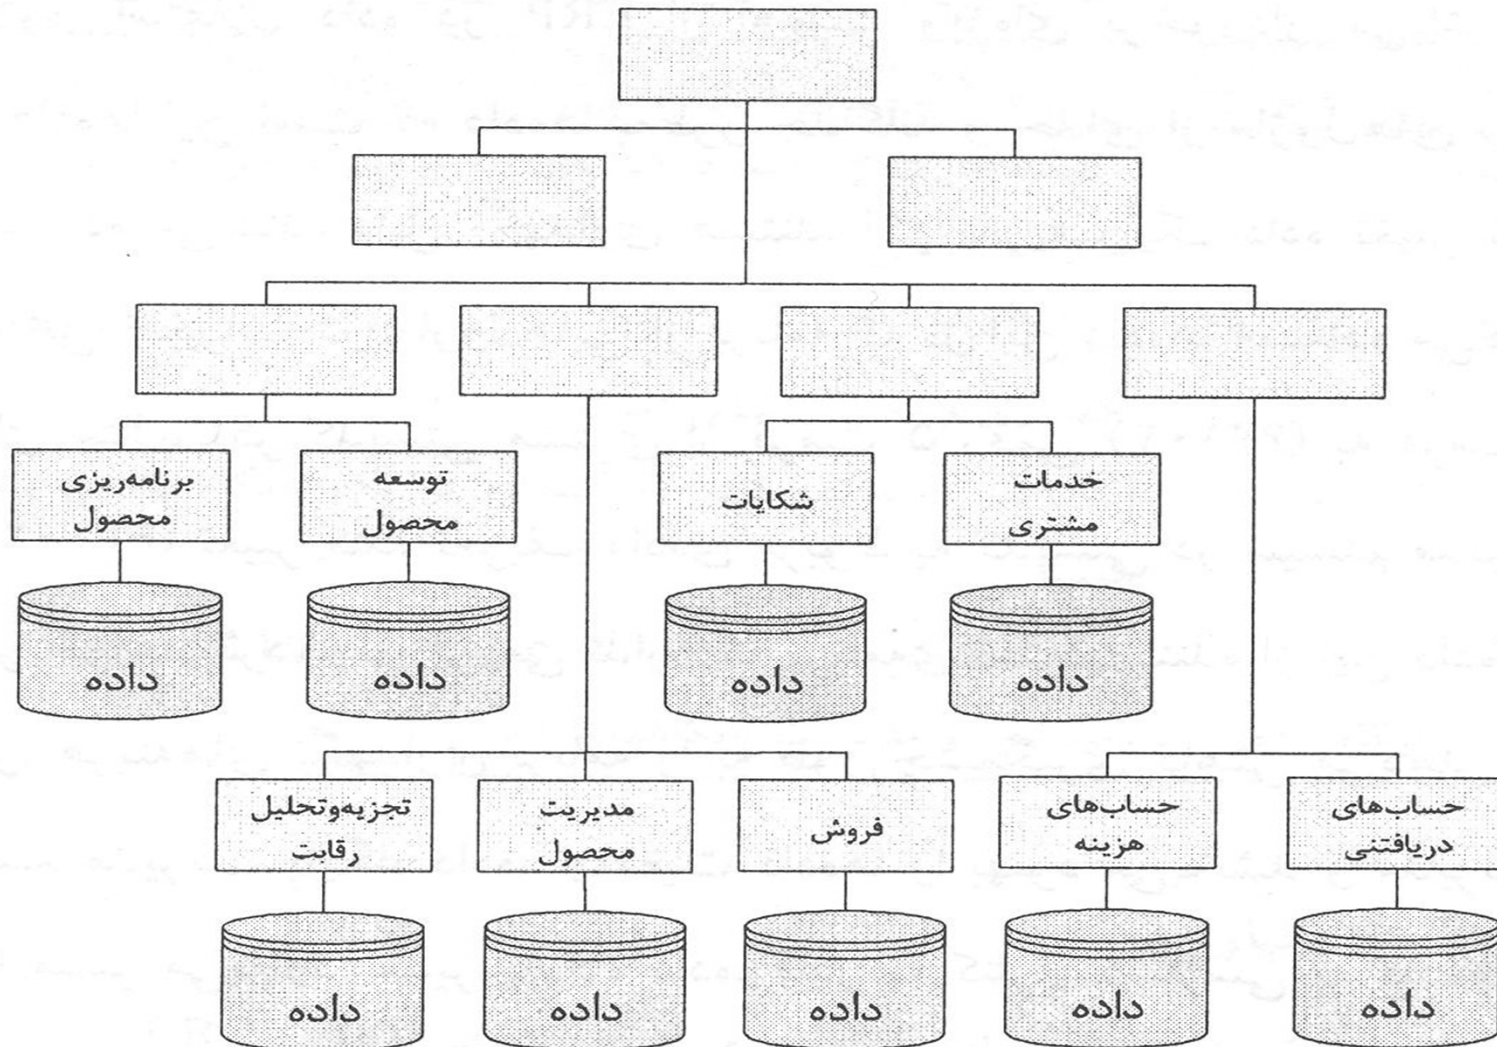 برنامه‌ریزی
محصول
توسعه
محصول
شکایات
خدمات
مشتری
داده
داده
داده
داده
تجزیه‌وتحلیل
رقابت
مدیریت
محصول
فروش
حساب‌های
هزینه
حساب‌های
دریافتنی
داده
داده
داده
داده
داده